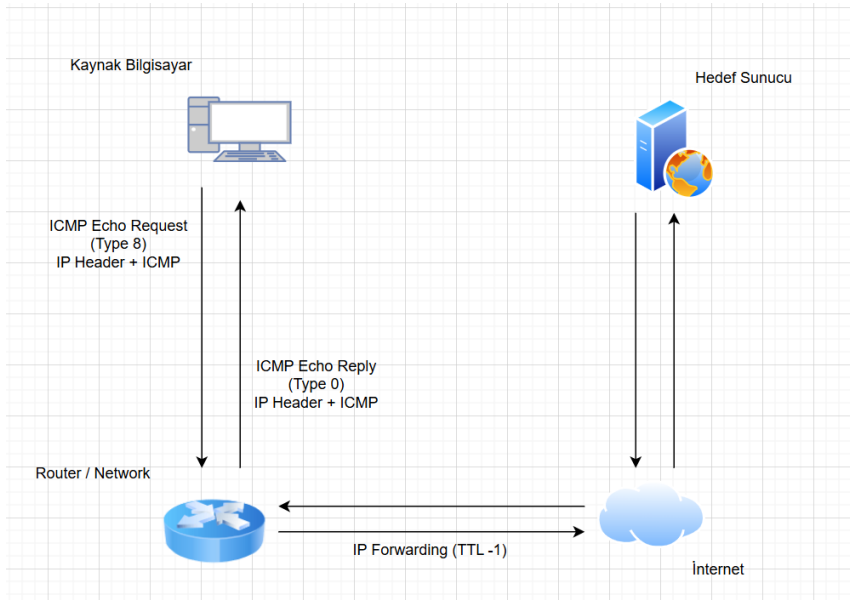 Kaynak Bilgisayar
Hedef Sunucu
ICMP Echo Request
(Type 8)
IP Header + ICMP
ICMP Echo Reply
(Type 0)
IP Header + ICMP
Router / Network
IP Forwarding (TTL -1)
İnternet